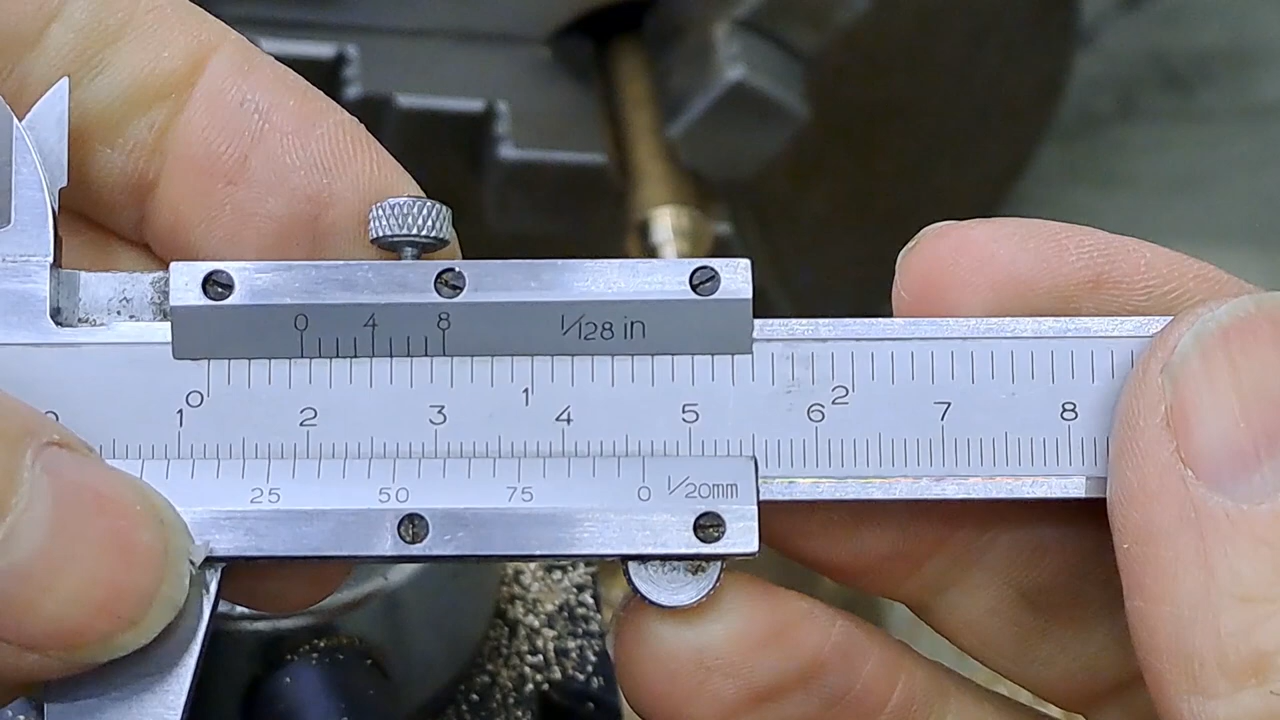 0 4 8 1/128 in
0 1 2
1 2 3 4 5 6 7 8
25 50 75 0 1/20mm